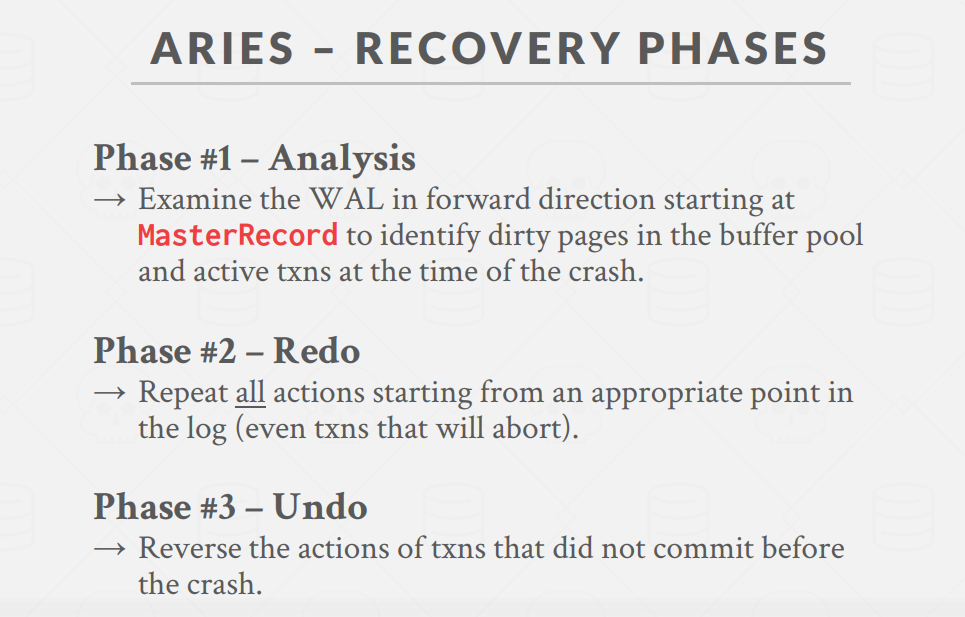 ARIES – RECOVERY PHASES
Phase #1 – Analysis
→ Examine the WAL in forward direction starting at
MasterRecord to identify dirty pages in the buffer pool
and active txns at the time of the crash.
Phase #2 – Redo
→ Repeat all actions starting from an appropriate point in
the log (even txns that will abort).
Phase #3 – Undo
→ Reverse the actions of txns that did not commit before
the crash.